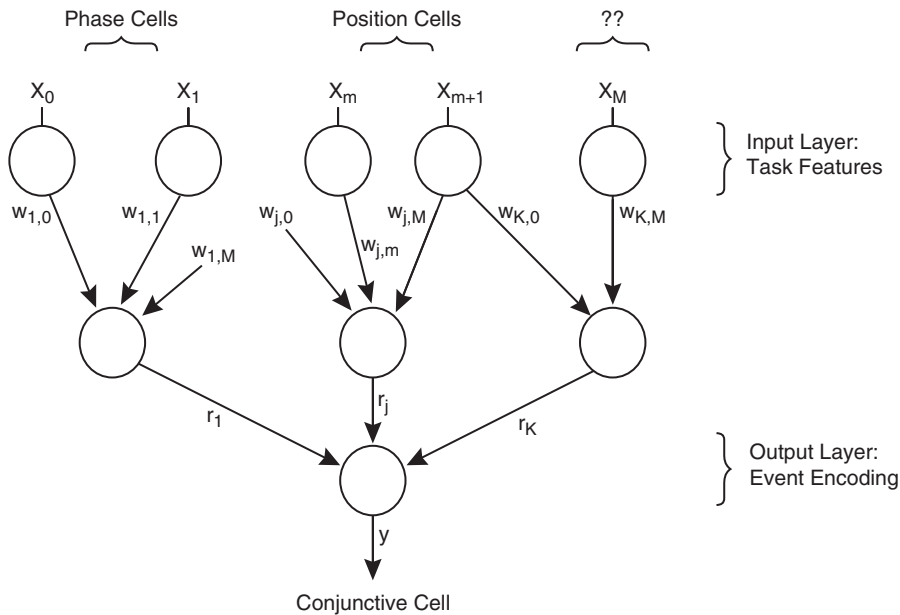 Phase Cells
Position Cells
??
X0
X1
Xm
Xm+1
XM
Input Layer:
Task Features
w1,0
w1,1
w1,M
wj,0
wj,m
wj,M
wK,0
wK,M
r1
rj
rK
Output Layer:
Event Encoding
y
Conjunctive Cell